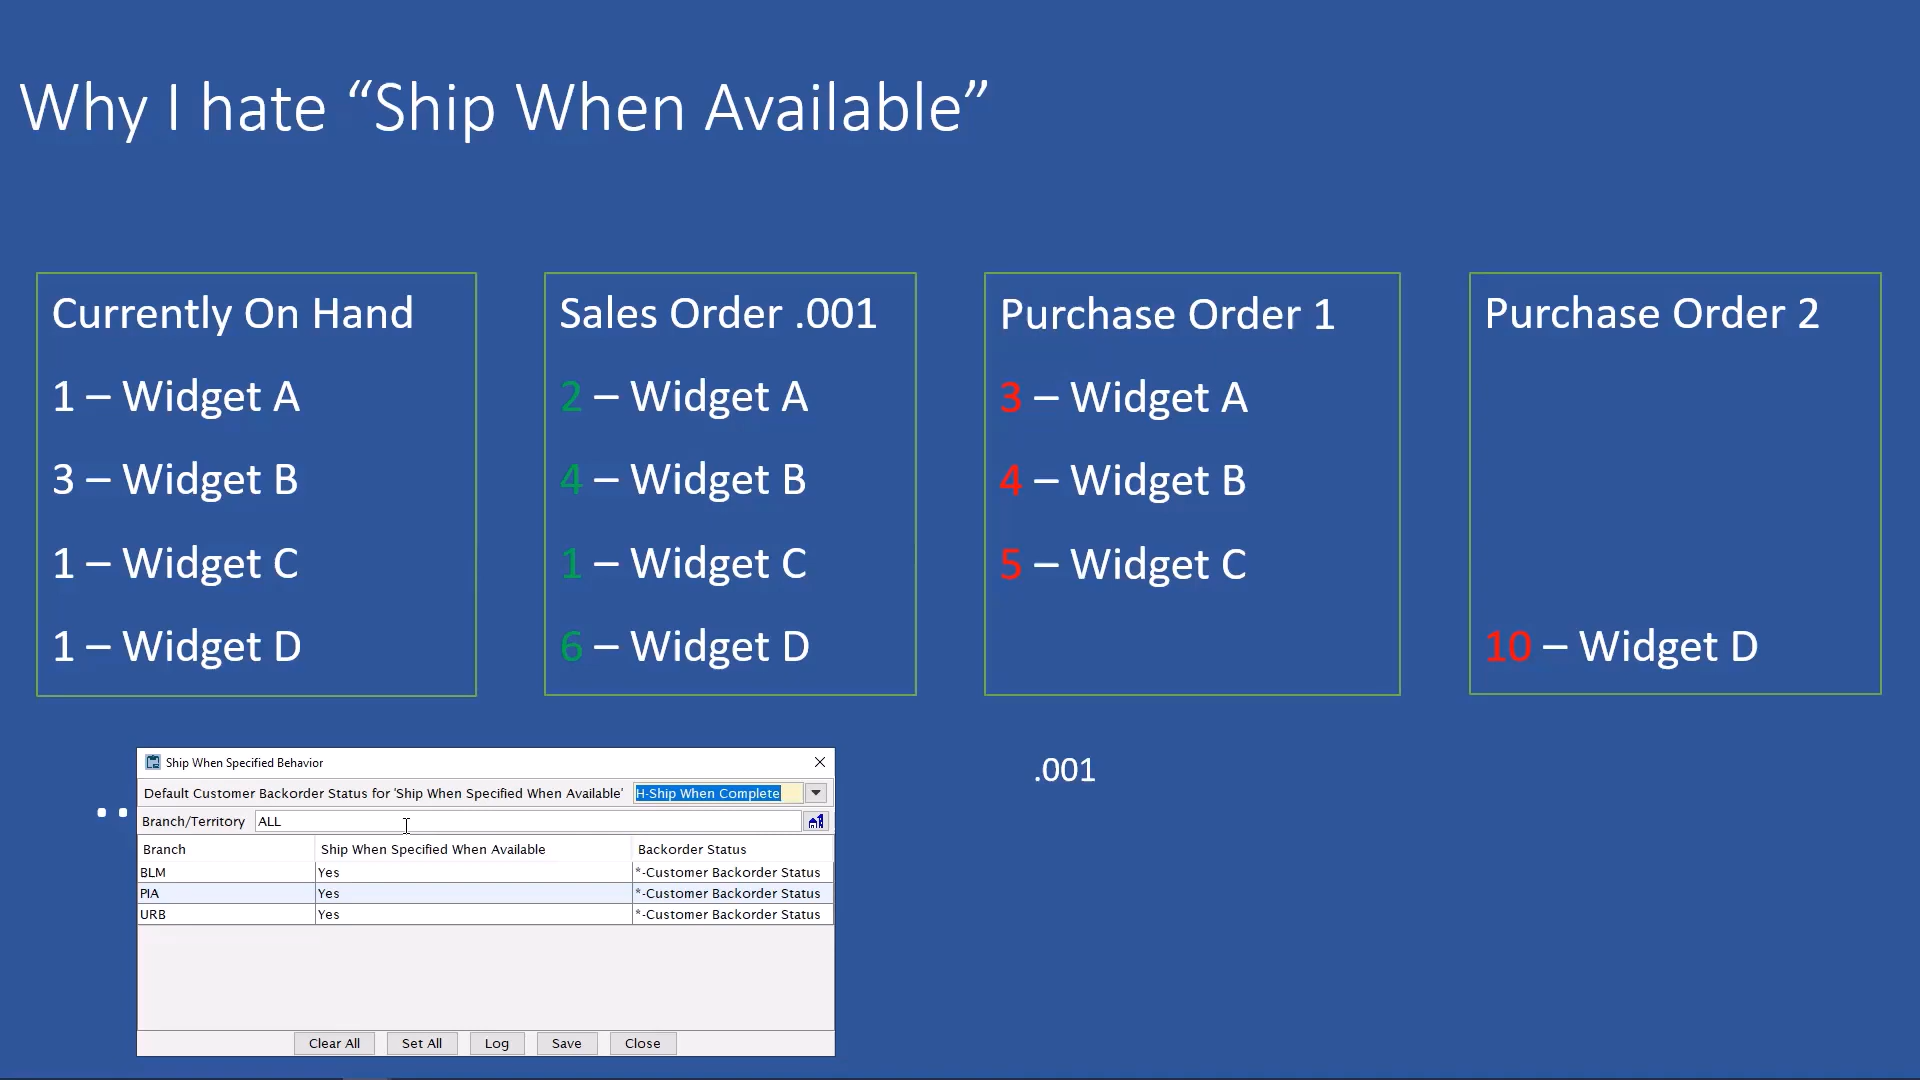 Why I hate “Ship When Available”
Currently On Hand
1 – Widget A
3 – Widget B
1 – Widget C
1 – Widget D
Sales Order .001
2 – Widget A
4 – Widget B
1 – Widget C
6 – Widget D
Purchase Order 1
3 – Widget A
4 – Widget B
5 – Widget C
Purchase Order 2
10 – Widget D
Ship When Specified Behavior
Default Customer Backorder Status for 'Ship When Specified When Available' H-Ship When Complete
Branch/Territory ALL
Branch Ship When Specified When Available Backorder Status
BLM Yes *-Customer Backorder Status
PIA Yes *-Customer Backorder Status
URB Yes *-Customer Backorder Status
Clear All Set All Log Save Close
.001